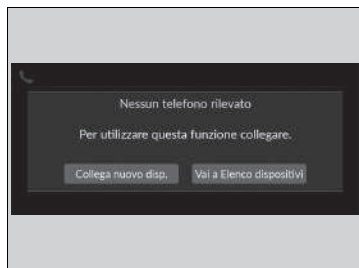 Nessun telefono rilevato
Per utilizzare questa funzione collegare.
Collega nuovo disp.
Vai a Elenco dispositivi